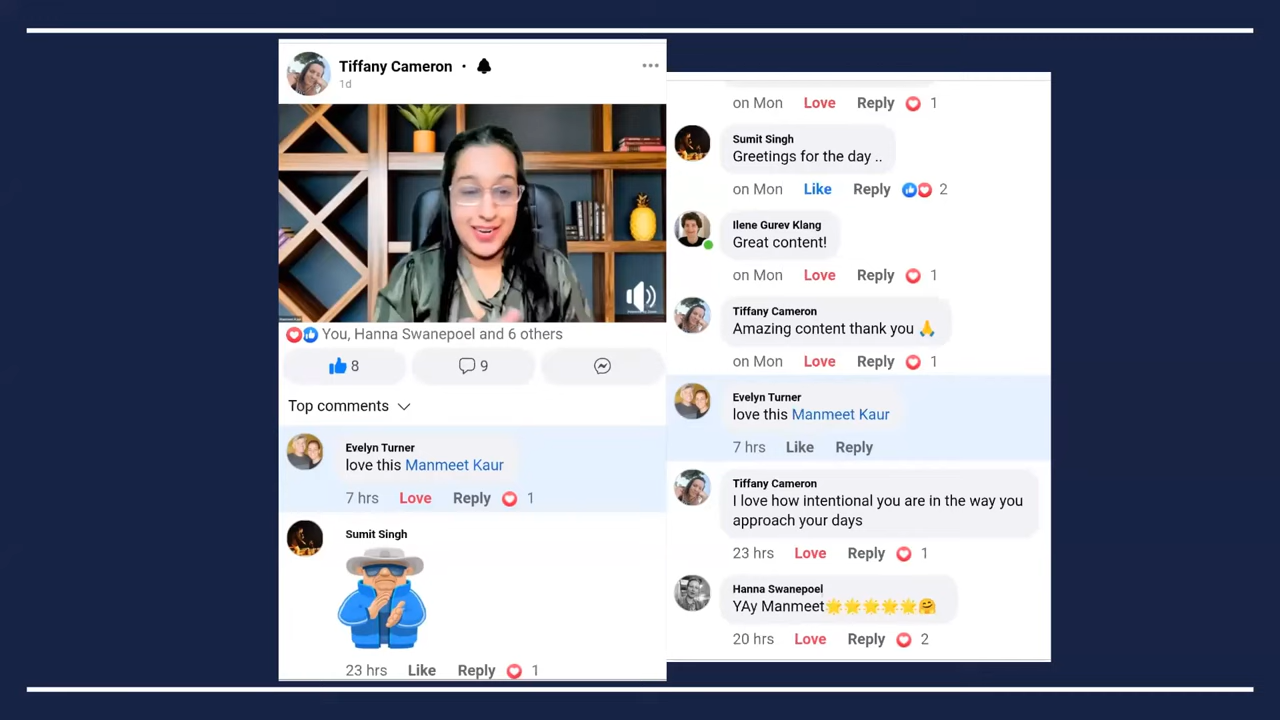 Tiffany Cameron ·
1d
You, Hanna Swanepoel and 6 others
8
9
Top comments
Evelyn Turner
love this Manmeet Kaur
7 hrs Love Reply 1
Sumit Singh
23 hrs Like Reply 1
on Mon Love Reply 1
Sumit Singh
Greetings for the day ..
on Mon Like Reply 2
Ilene Gurev Klang
Great content!
on Mon Love Reply 1
Tiffany Cameron
Amazing content thank you 🙏
on Mon Love Reply 1
Evelyn Turner
love this Manmeet Kaur
7 hrs Like Reply
Tiffany Cameron
I love how intentional you are in the way you
approach your days
23 hrs Love Reply 1
Hanna Swanepoel
YAy Manmeet🌟🌟🌟🌟🌟🤗
20 hrs Love Reply 2